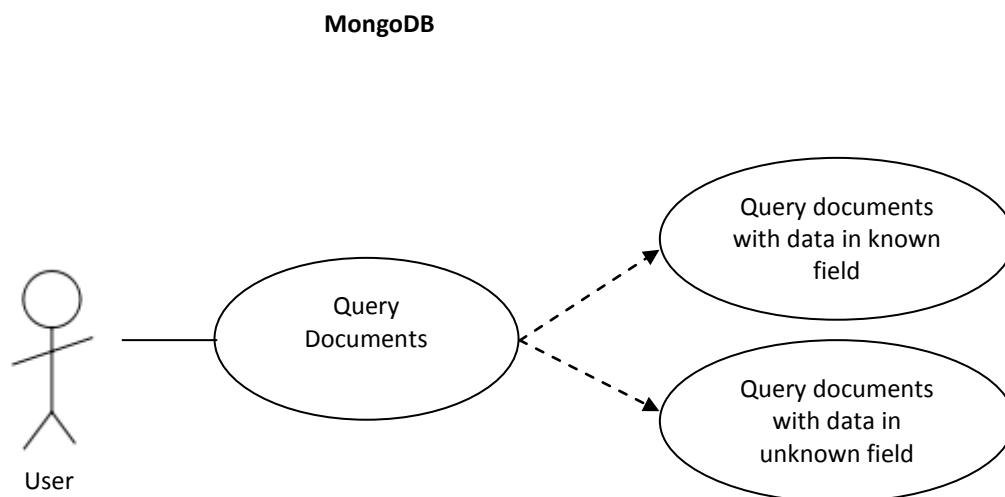 MongoDB
Query documents
with data in known
field
Query
Documents
Query documents
with data in
unknown field
User